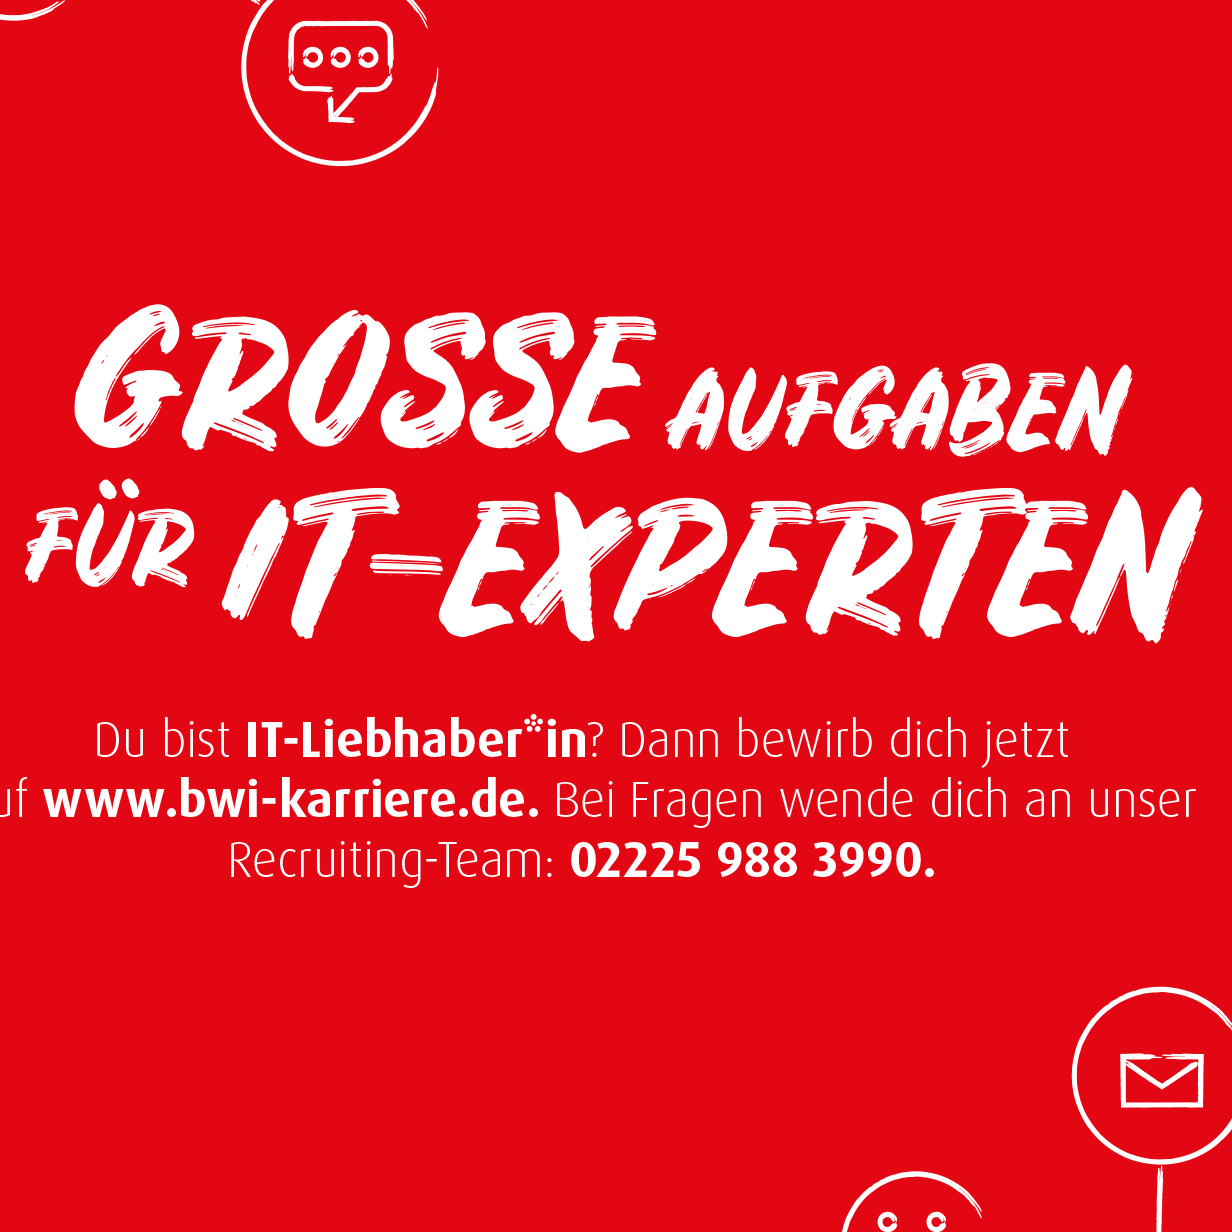 GROSSE AUFGABEN
FÜR IT-EXPERTEN
Du bist IT-Liebhaber*in? Dann bewirb dich jetzt
uf www.bwi-karriere.de. Bei Fragen wende dich an unser
Recruiting-Team: 02225 988 3990.